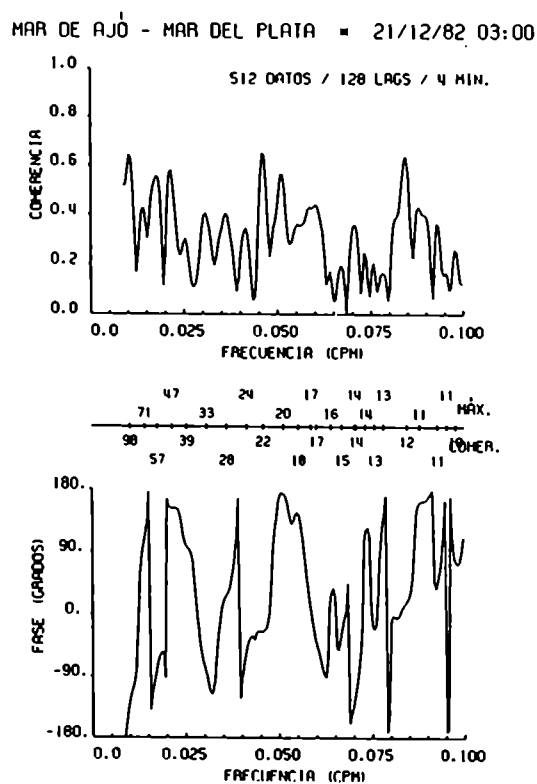 MAR DE AJÓ - MAR DEL PLATA = 21/12/82 03:00
512 DATOS / 128 LAGS / 4 MIN.
COHERENCIA
1.0
0.8
0.6
0.4
0.2
0.0
0.0 0.025 0.050 0.075 0.100
FRECUENCIA (CPM)
47 24 17 14 13 11
71 33 20 16 14 11 MÁX.
98 39 22 17 14 12 COHER.
57 28 18 15 13 11
FASE (GRADOS)
180.
90.
0.
-90.
-180.
0.0 0.025 0.050 0.075 0.100
FRECUENCIA (CPM)